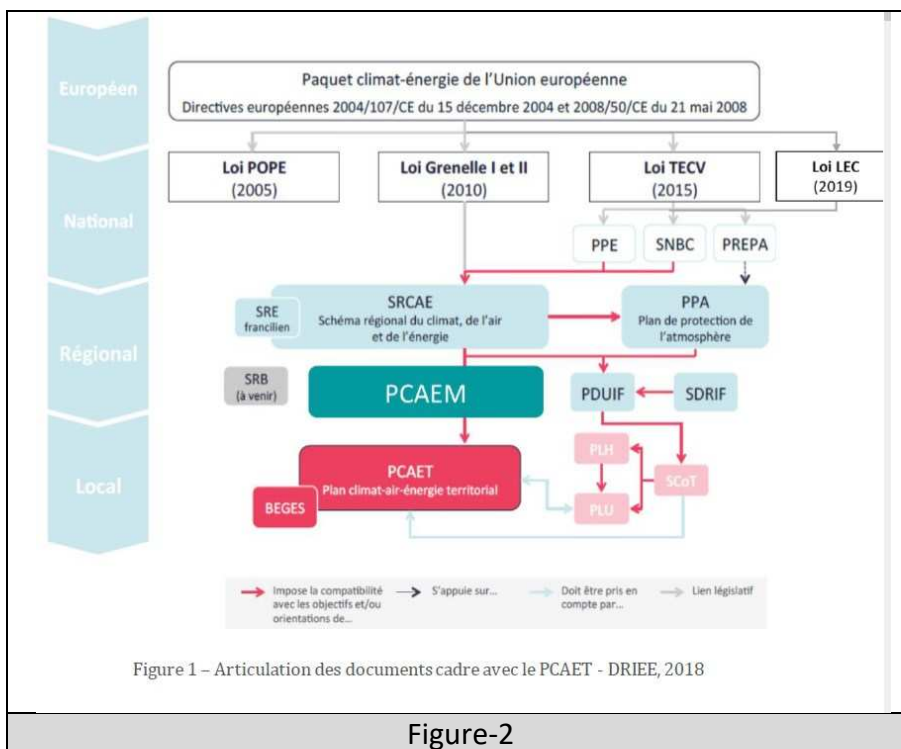 Européen
Paquet climat-énergie de l'Union européenne
Directives européennes 2004/107/CE du 15 décembre 2004 et 2008/50/CE du 21 mai 2008
National
Loi POPE
(2005)
Loi Grenelle I et II
(2010)
Loi TECV
(2015)
Loi LEC
(2019)
PPE
SNBC
PREPA
Régional
SRE
francilien
SRCAE
Schéma régional du climat, de l'air
et de l'énergie
PPA
Plan de protection de
l'atmosphère
SRB
(à venir)
PCAEM
PDUIF
SDRIF
Local
PCAET
Plan climat-air-énergie territorial
BEGES
PLH
SCoT
PLU
Impose la compatibilité
avec les objectifs et/ou
orientations de...
S'appuie sur...
Doit être pris en
compte par...
Lien législatif
Figure 1 – Articulation des documents cadre avec le PCAET - DRIEE, 2018
Figure-2